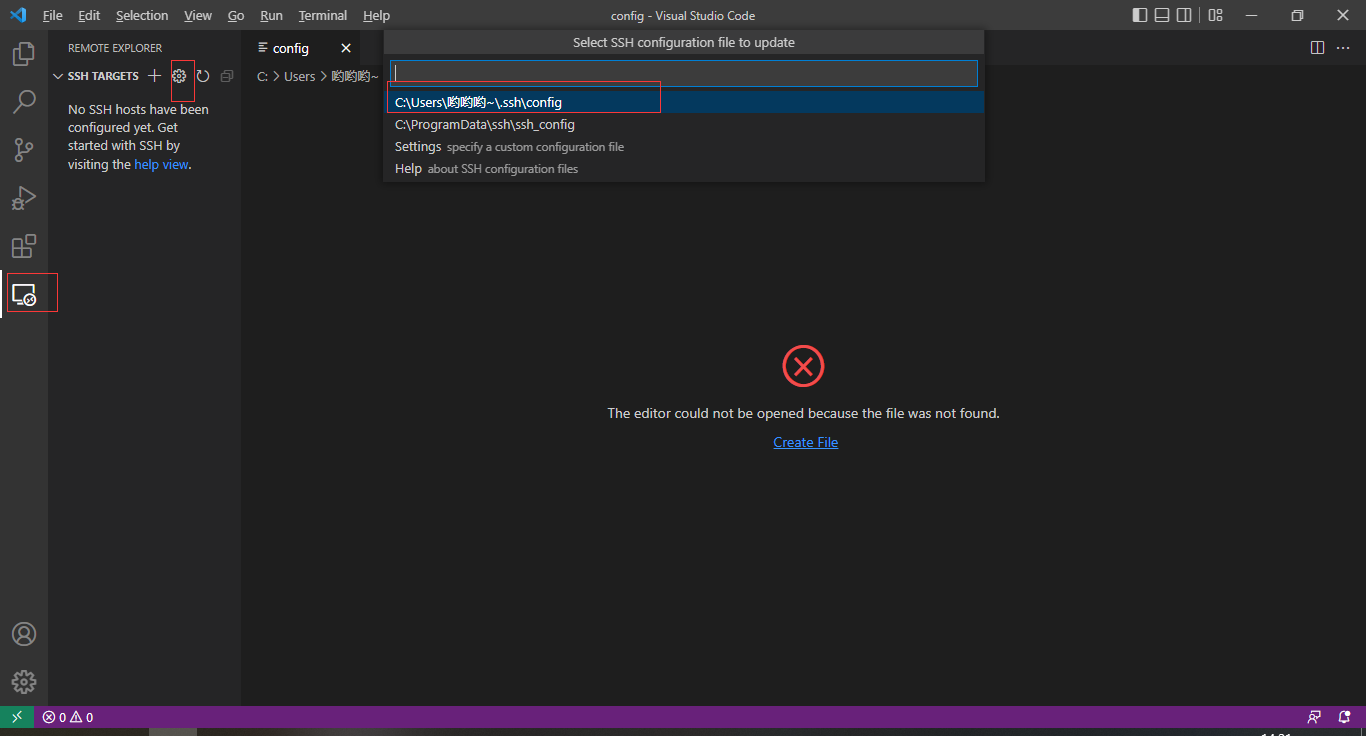 File Edit Selection View Go Run Terminal Help
config - Visual Studio Code
REMOTE EXPLORER
SSH TARGETS
No SSH hosts have been
configured yet. Get
started with SSH by
visiting the help view.
config
C: > Users > 哟哟哟~
Select SSH configuration file to update
C:\Users\哟哟哟~\.ssh\config
C:\ProgramData\ssh\ssh_config
Settings specify a custom configuration file
Help about SSH configuration files
The editor could not be opened because the file was not found.
Create File
0 0